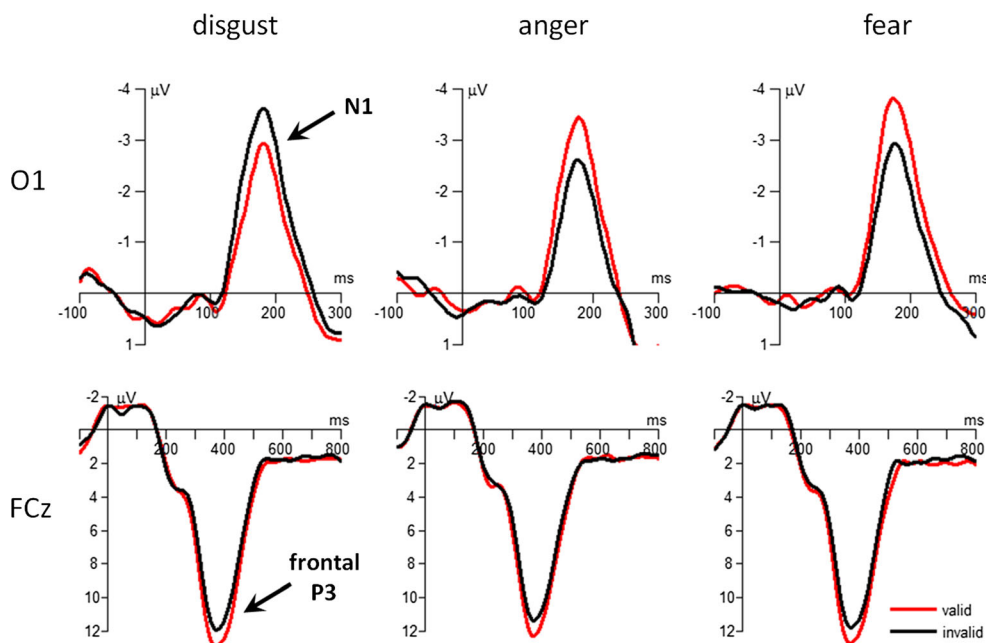 disgust anger fear
-4 µV -4 µV -4 µV
N1
-3 -3 -3
O1
-2 -2 -2
-1 -1 -1
ms ms ms
-100 100 200 300 -100 100 200 300 -100 100 200 300
1 1 1
-2 µV -2 µV -2 µV
ms ms ms
200 400 600 800 200 400 600 800 200 400 600 800
2 2 2
4 4 4
FCz
6 6 6
8 8 8
frontal
P3
10 10 10
valid
12 12 12 invalid